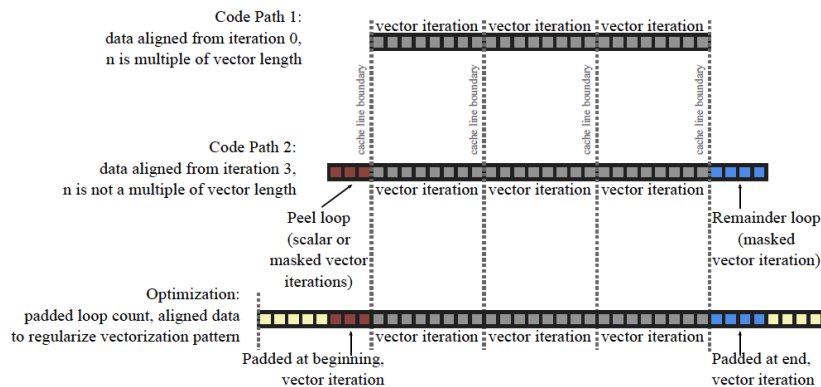 Code Path 1:
data aligned from iteration 0,
n is multiple of vector length
vector iteration vector iteration vector iteration
cache line boundary
cache line boundary
cache line boundary
cache line boundary
Code Path 2:
data aligned from iteration 3,
n is not a multiple of vector length
vector iteration vector iteration vector iteration
Peel loop
(scalar or
masked vector
iterations)
Remainder loop
(masked
vector iteration)
Optimization:
padded loop count, aligned data
to regularize vectorization pattern
vector iteration vector iteration vector iteration
Padded at beginning,
vector iteration
Padded at end,
vector iteration